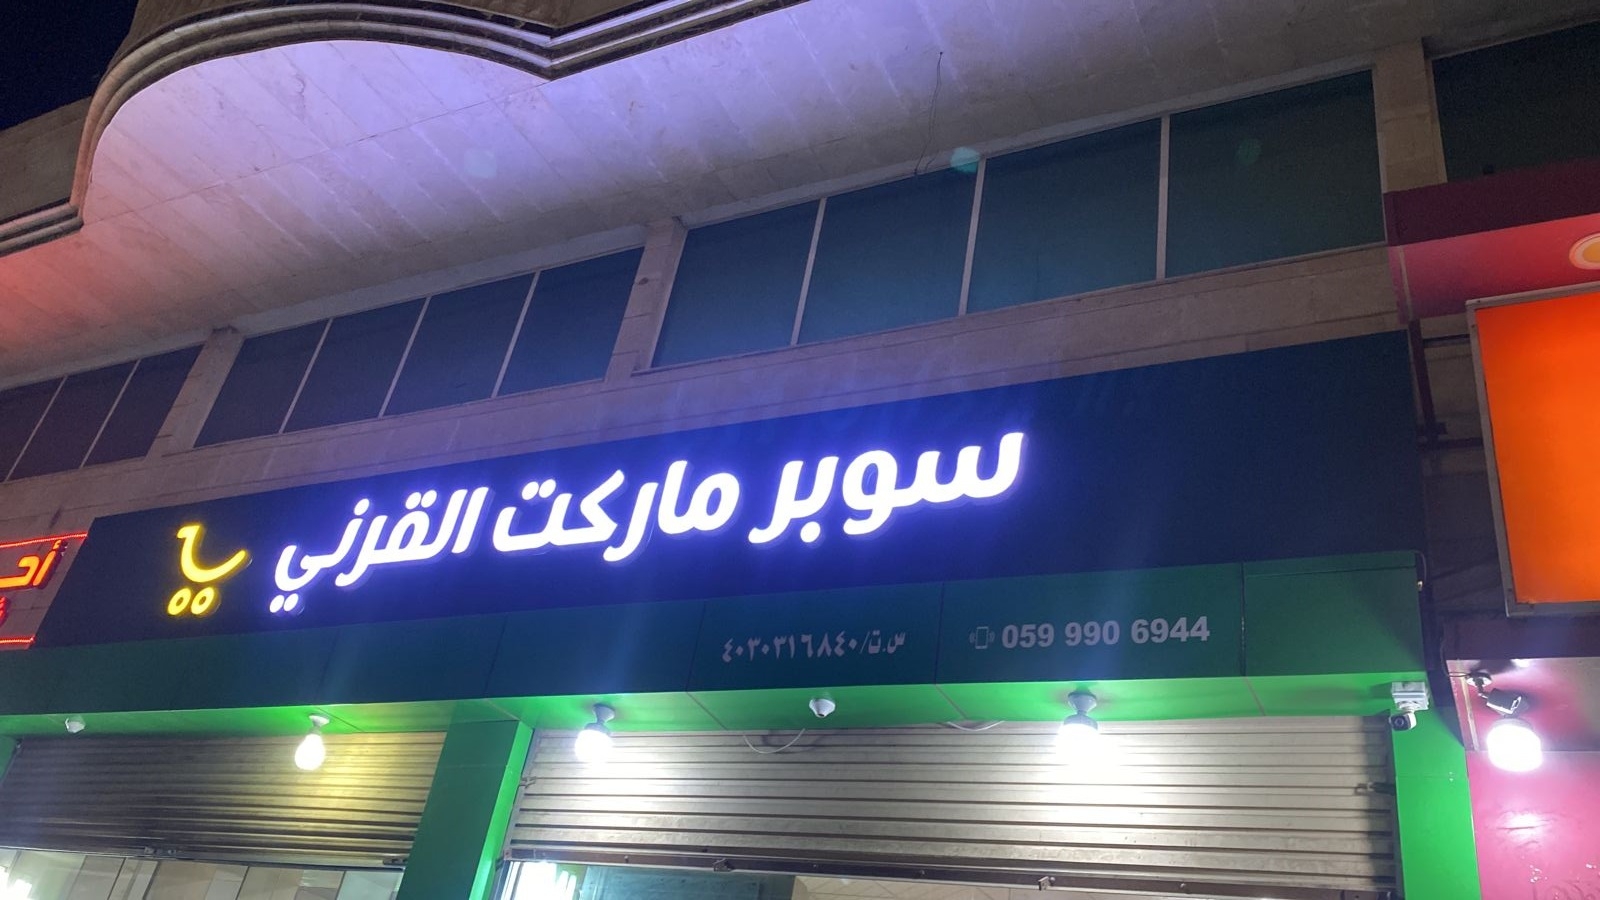 سوبر ماركت القرني
س.ت/٤٠٣٠٣١٦٨٤٠
059 990 6944